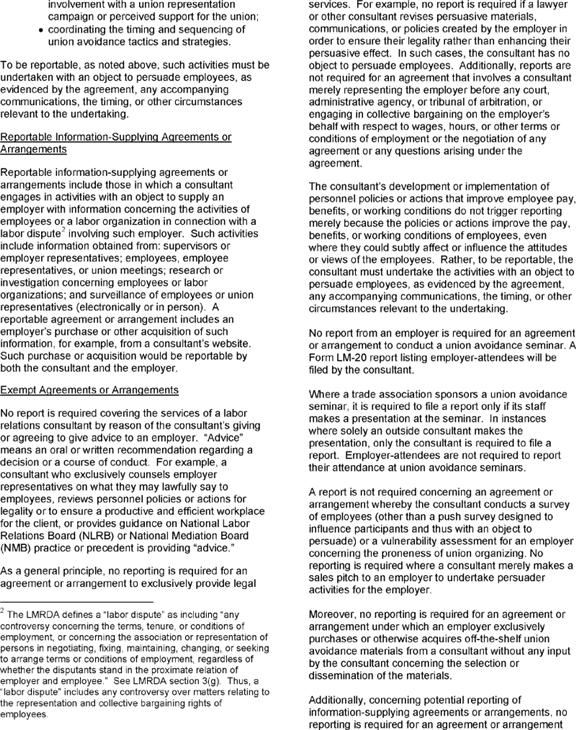 involvement with a union representation
campaign or perceived support for the union;
• coordinating the timing and sequencing of
union avoidance tactics and strategies.
To be reportable, as noted above, such activities must be
undertaken with an object to persuade employees, as
evidenced by the agreement, any accompanying
communications, the timing, or other circumstances
relevant to the undertaking.
Reportable Information-Supplying Agreements or
Arrangements
Reportable information-supplying agreements or
arrangements include those in which a consultant
engages in activities with an object to supply an
employer with information concerning the activities of
employees or a labor organization in connection with a
labor dispute2 involving such employer. Such activities
include information obtained from: supervisors or
employer representatives; employees, employee
representatives, or union meetings; research or
investigation concerning employees or labor
organizations; and surveillance of employees or union
representatives (electronically or in person). A
reportable agreement or arrangement includes an
employer's purchase or other acquisition of such
information, for example, from a consultant's website.
Such purchase or acquisition would be reportable by
both the consultant and the employer.
Exempt Agreements or Arrangements
No report is required covering the services of a labor
relations consultant by reason of the consultant's giving
or agreeing to give advice to an employer. “Advice”
means an oral or written recommendation regarding a
decision or a course of conduct. For example, a
consultant who exclusively counsels employer
representatives on what they may lawfully say to
employees, reviews personnel policies or actions for
legality or to ensure a productive and efficient workplace
for the client, or provides guidance on National Labor
Relations Board (NLRB) or National Mediation Board
(NMB) practice or precedent is providing “advice.”
As a general principle, no reporting is required for an
agreement or arrangement to exclusively provide legal
2 The LMRDA defines a “labor dispute” as including “any
controversy concerning the terms, tenure, or conditions of
employment, or concerning the association or representation of
persons in negotiating, fixing, maintaining, changing, or seeking
to arrange terms or conditions of employment, regardless of
whether the disputants stand in the proximate relation of
employer and employee.” See LMRDA section 3(g). Thus, a
“labor dispute” includes any controversy over matters relating to
the representation and collective bargaining rights of
employees.
services. For example, no report is required if a lawyer
or other consultant revises persuasive materials,
communications, or policies created by the employer in
order to ensure their legality rather than enhancing their
persuasive effect. In such cases, the consultant has no
object to persuade employees. Additionally, reports are
not required for an agreement that involves a consultant
merely representing the employer before any court,
administrative agency, or tribunal of arbitration, or
engaging in collective bargaining on the employer's
behalf with respect to wages, hours, or other terms or
conditions of employment or the negotiation of any
agreement or any questions arising under the
agreement.
The consultant's development or implementation of
personnel policies or actions that improve employee pay,
benefits, or working conditions do not trigger reporting
merely because the policies or actions improve the pay,
benefits, or working conditions of employees, even
where they could subtly affect or influence the attitudes
or views of the employees. Rather, to be reportable, the
consultant must undertake the activities with an object to
persuade employees, as evidenced by the agreement,
any accompanying communications, the timing, or other
circumstances relevant to the undertaking.
No report from an employer is required for an agreement
or arrangement to conduct a union avoidance seminar. A
Form LM-20 report listing employer-attendees will be
filed by the consultant.
Where a trade association sponsors a union avoidance
seminar, it is required to file a report only if its staff
makes a presentation at the seminar. In instances
where solely an outside consultant makes the
presentation, only the consultant is required to file a
report. Employer-attendees are not required to report
their attendance at union avoidance seminars.
A report is not required concerning an agreement or
arrangement whereby the consultant conducts a survey
of employees (other than a push survey designed to
influence participants and thus with an object to
persuade) or a vulnerability assessment for an employer
concerning the proneness of union organizing. No
reporting is required where a consultant merely makes a
sales pitch to an employer to undertake persuader
activities for the employer.
Moreover, no reporting is required for an agreement or
arrangement under which an employer exclusively
purchases or otherwise acquires off-the-shelf union
avoidance materials from a consultant without any input
by the consultant concerning the selection or
dissemination of the materials.
Additionally, concerning potential reporting of
information-supplying agreements or arrangements, no
reporting is required for an agreement or arrangement